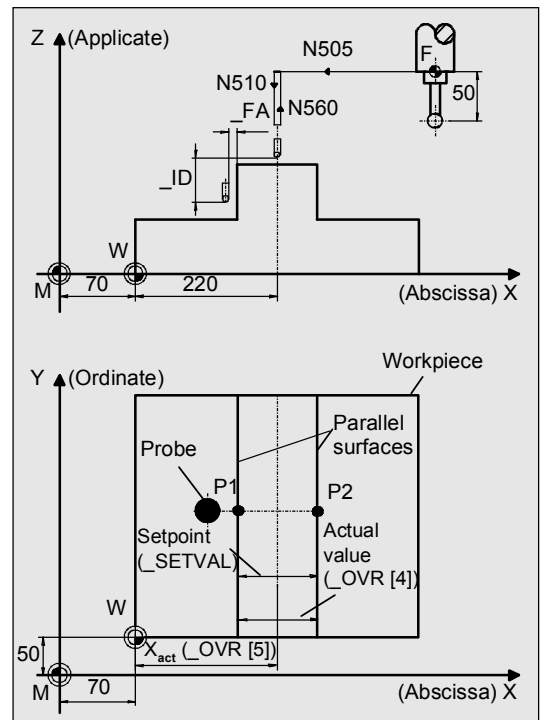 Z (Applicate)
N505
F
N510
50
_FA
N560
_ID
W
M
70
220
(Abscissa) X
Y (Ordinate)
Workpiece
Parallel
surfaces
Probe
P1
P2
Setpoint
(_SETVAL)
Actual
value
(_OVR [4])
W
Xact (_OVR [5])
50
M
70
(Abscissa) X